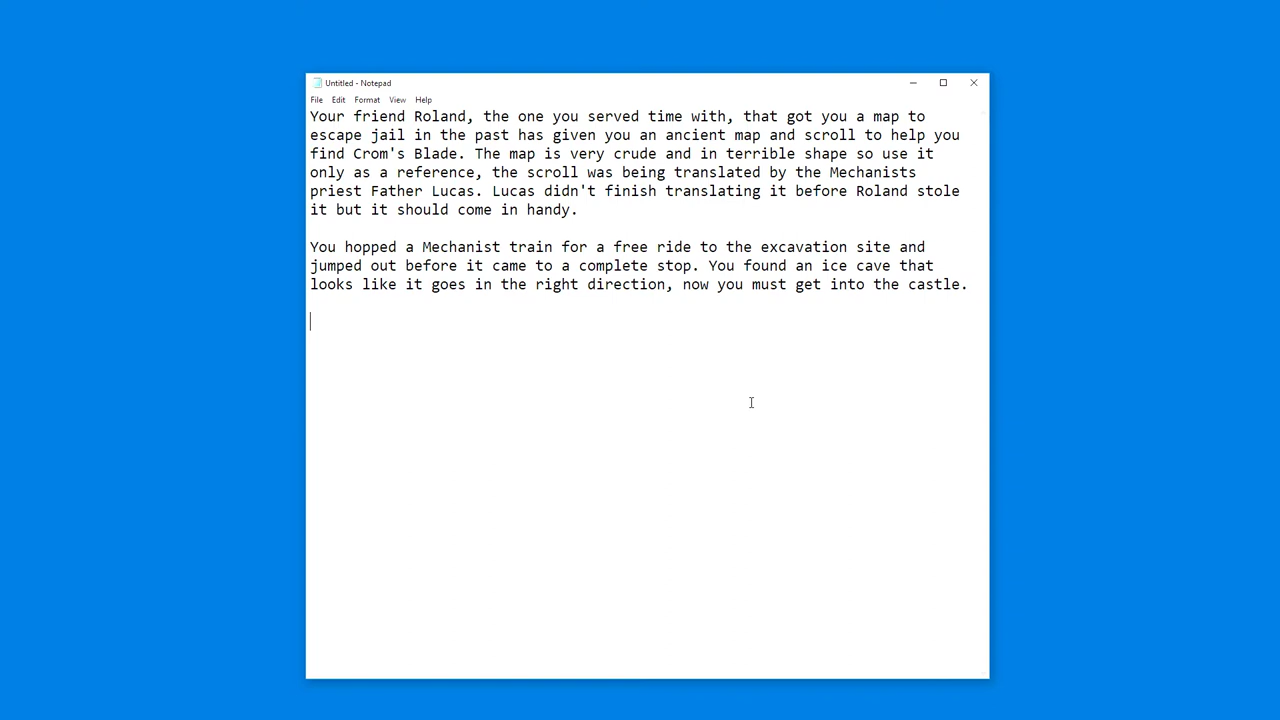 Untitled - Notepad
File Edit Format View Help
Your friend Roland, the one you served time with, that got you a map to
escape jail in the past has given you an ancient map and scroll to help you
find Crom's Blade. The map is very crude and in terrible shape so use it
only as a reference, the scroll was being translated by the Mechanists
priest Father Lucas. Lucas didn't finish translating it before Roland stole
it but it should come in handy.
You hopped a Mechanist train for a free ride to the excavation site and
jumped out before it came to a complete stop. You found an ice cave that
looks like it goes in the right direction, now you must get into the castle.